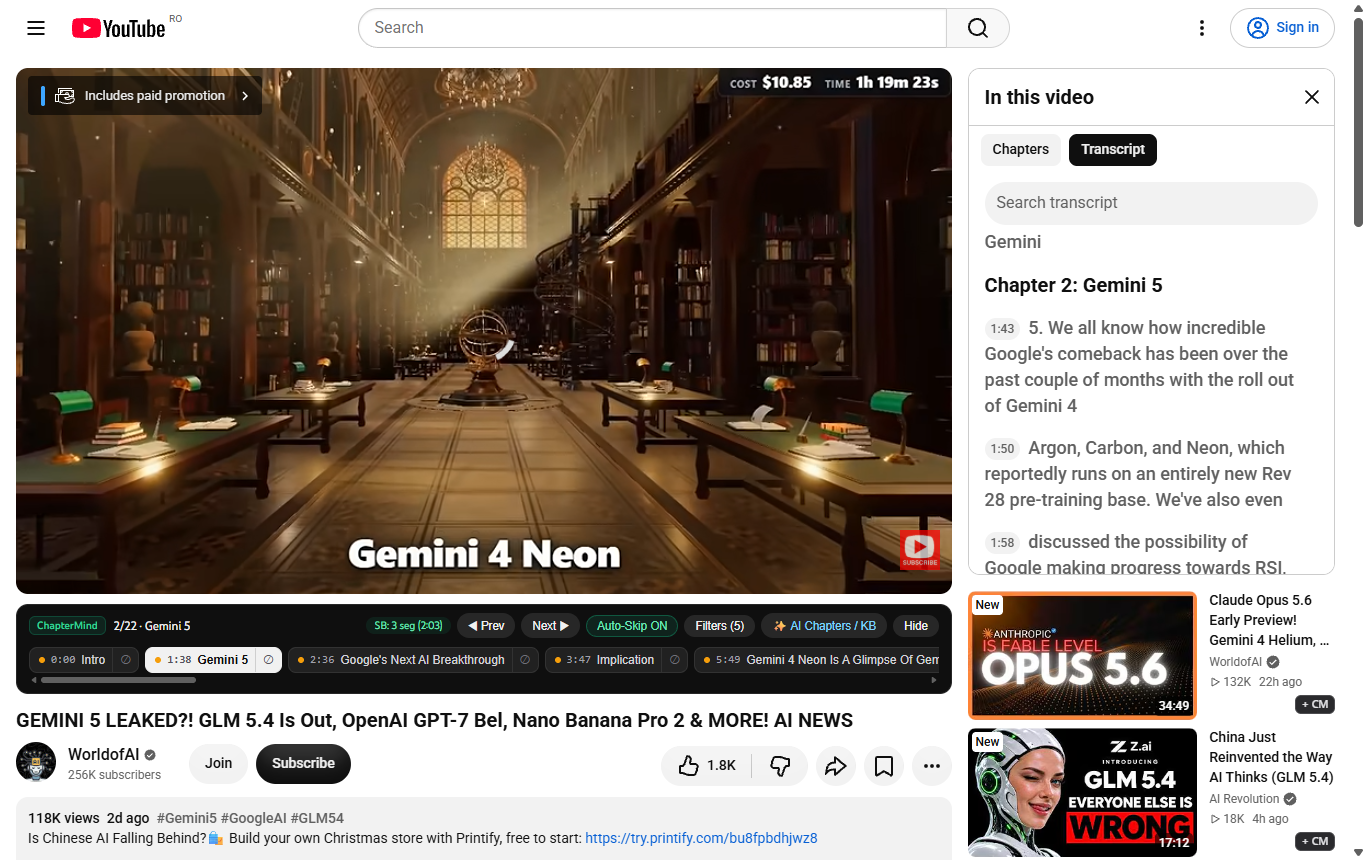 YouTube RO
Search
Sign in
Includes paid promotion
COST $10.85 TIME 1h 19m 23s
Gemini 4 Neon
SUBSCRIBE
ChapterMind
2/22 · Gemini 5
SB: 3 seg (2:03)
◀ Prev
Next ▶
Auto-Skip ON
Filters (5)
✨ AI Chapters / KB
Hide
0:00 Intro
1:38 Gemini 5
2:36 Google's Next AI Breakthrough
3:47 Implication
5:49 Gemini 4 Neon Is A Glimpse Of Gem
GEMINI 5 LEAKED?! GLM 5.4 Is Out, OpenAI GPT-7 Bel, Nano Banana Pro 2 & MORE! AI NEWS
WorldofAI
256K subscribers
Join
Subscribe
1.8K
118K views 2d ago #Gemini5 #GoogleAI #GLM54
Is Chinese AI Falling Behind?🛍️ Build your own Christmas store with Printify, free to start: https://try.printify.com/bu8fpbdhjwz8
In this video
Chapters
Transcript
Search transcript
Gemini
Chapter 2: Gemini 5
1:43 5. We all know how incredible
Google's comeback has been over the
past couple of months with the roll out
of Gemini 4
1:50 Argon, Carbon, and Neon, which
reportedly runs on an entirely new Rev
28 pre-training base. We've also even
1:58 discussed the possibility of
Google making progress towards RSI.
New
ANTHROPIC
IS FABLE LEVEL
OPUS 5.6
34:49
Claude Opus 5.6
Early Preview!
Gemini 4 Helium, ...
WorldofAI
132K 22h ago
+ CM
New
Z.ai
INTRODUCING
GLM 5.4
EVERYONE ELSE IS
WRONG
17:12
China Just
Reinvented the Way
AI Thinks (GLM 5.4)
AI Revolution
18K 4h ago
+ CM